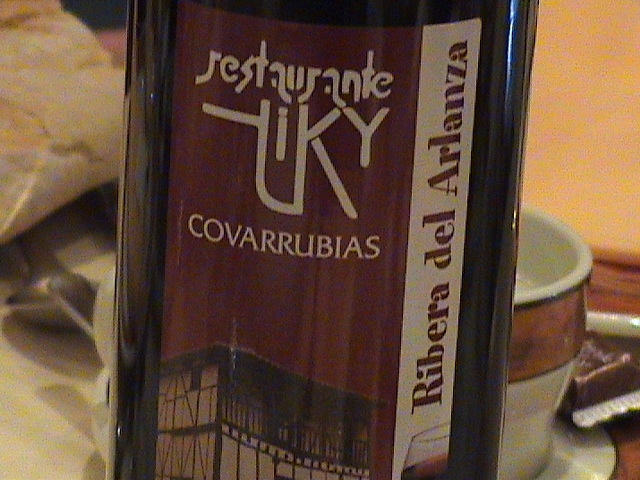 restaurante
TIKY
COVARRUBIAS
Ribera del Arlanza